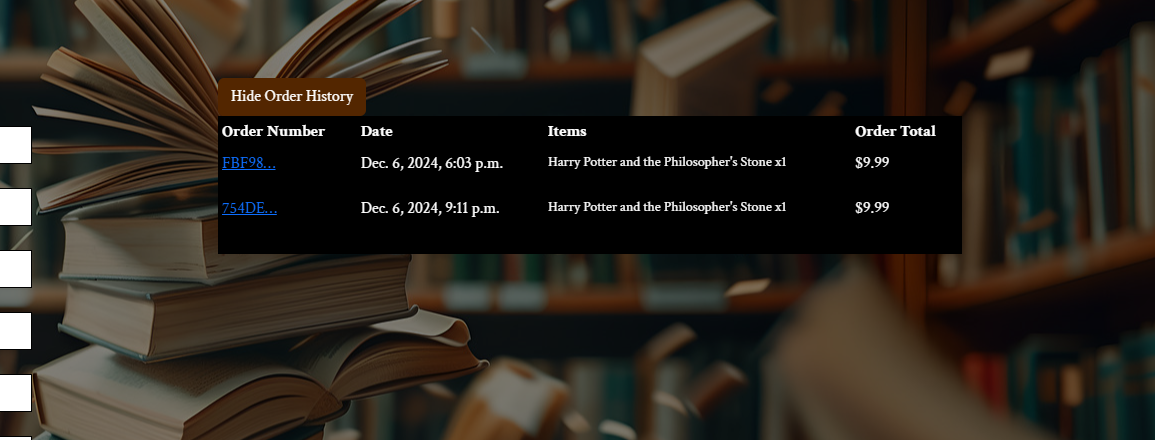 Hide Order History
Order Number Date Items Order Total
FBF98... Dec. 6, 2024, 6:03 p.m. Harry Potter and the Philosopher's Stone x1 $9.99
754DE... Dec. 6, 2024, 9:11 p.m. Harry Potter and the Philosopher's Stone x1 $9.99